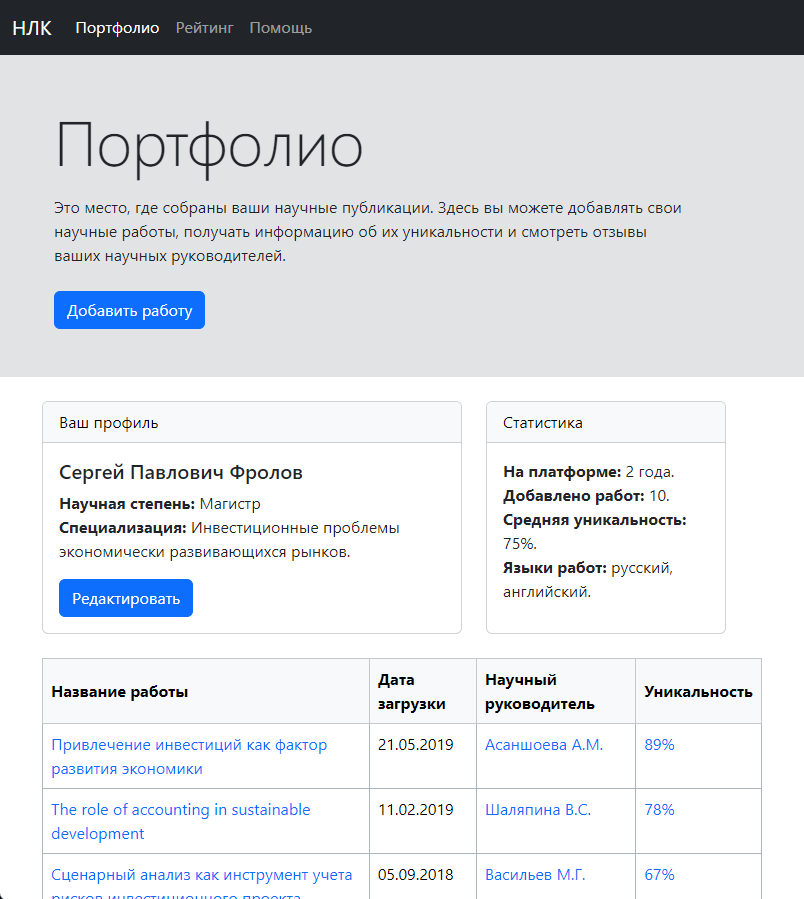 НЛК Портфолио Рейтинг Помощь
Портфолио
Это место, где собраны ваши научные публикации. Здесь вы можете добавлять свои
научные работы, получать информацию об их уникальности и смотреть отзывы
ваших научных руководителей.
Добавить работу
Ваш профиль
Сергей Павлович Фролов
Научная степень: Магистр
Специализация: Инвестиционные проблемы
экономически развивающихся рынков.
Редактировать
Статистика
На платформе: 2 года.
Добавлено работ: 10.
Средняя уникальность:
75%.
Языки работ: русский,
английский.
Название работы
Дата
загрузки
Научный
руководитель
Уникальность
Привлечение инвестиций как фактор
развития экономики
21.05.2019
Асаншоева А.М.
89%
The role of accounting in sustainable
development
11.02.2019
Шаляпина В.С.
78%
Сценарный анализ как инструмент учета
рисков инвестиционного проекта
05.09.2018
Васильев М.Г.
67%